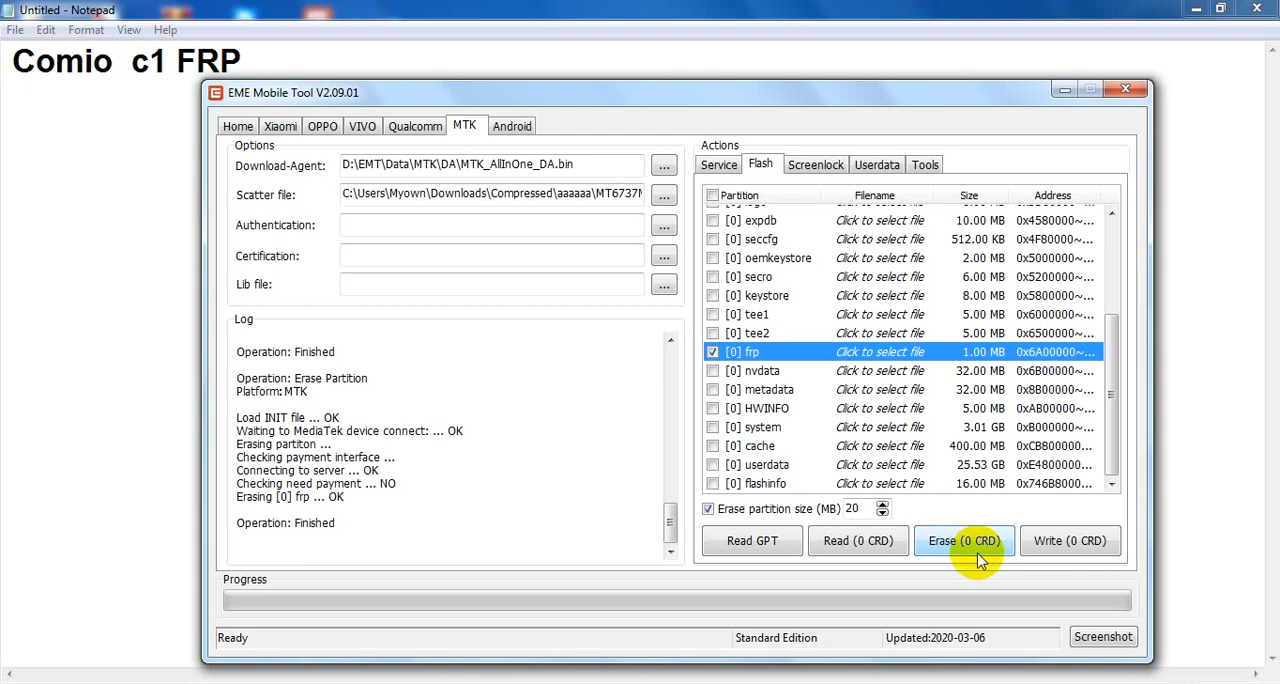 Untitled - Notepad
File Edit Format View Help
Comio c1 FRP
EME Mobile Tool V2.09.01
Home Xiaomi OPPO VIVO Qualcomm MTK Android
Options
Download-Agent: D:\EMT\Data\MTK\DA\MTK_AllInOne_DA.bin ...
Scatter file: C:\Users\Myown\Downloads\Compressed\aaaaaa\MT6737M ...
Authentication: ...
Certification: ...
Lib file: ...
Log
Operation: Finished
Operation: Erase Partition
Platform: MTK
Load INIT file ... OK
Waiting to MediaTek device connect: ... OK
Erasing partiton ...
Checking payment interface ...
Connecting to server ... OK
Checking need payment ... NO
Erasing [0] frp ... OK
Operation: Finished
Actions
Service Flash Screenlock Userdata Tools
Partition Filename Size Address
[0] expdb Click to select file 10.00 MB 0x4580000~...
[0] seccfg Click to select file 512.00 KB 0x4F80000~...
[0] oemkeystore Click to select file 2.00 MB 0x5000000~...
[0] secro Click to select file 6.00 MB 0x5200000~...
[0] keystore Click to select file 8.00 MB 0x5800000~...
[0] tee1 Click to select file 5.00 MB 0x6000000~...
[0] tee2 Click to select file 5.00 MB 0x6500000~...
[0] frp Click to select file 1.00 MB 0x6A00000~...
[0] nvdata Click to select file 32.00 MB 0x6B00000~...
[0] metadata Click to select file 32.00 MB 0x8B00000~...
[0] HWINFO Click to select file 5.00 MB 0xAB00000~...
[0] system Click to select file 3.01 GB 0xB000000~...
[0] cache Click to select file 400.00 MB 0xCB800000...
[0] userdata Click to select file 25.53 GB 0xE4800000...
[0] flashinfo Click to select file 16.00 MB 0x746B8000...
Erase partition size (MB) 20
Read GPT Read (0 CRD) Erase (0 CRD) Write (0 CRD)
Progress
Ready Standard Edition Updated:2020-03-06 Screenshot